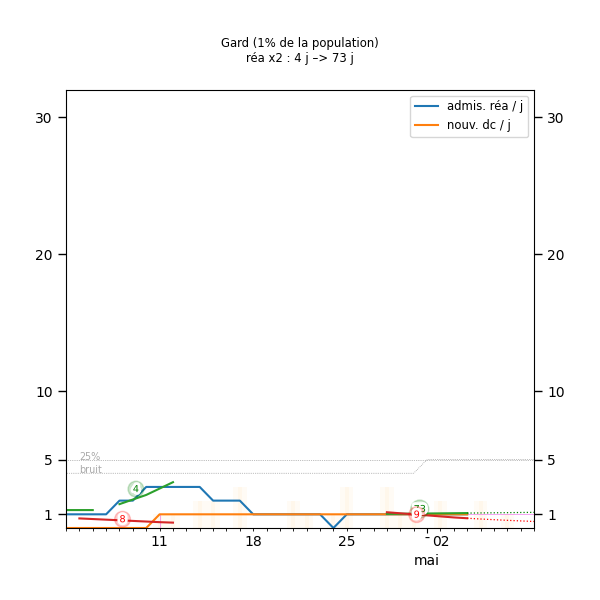 Gard (1% de la population)
réa x2 : 4 j –> 73 j
admis. réa / j
nouv. dc / j
30 30
20 20
10 10
25%
5 5
bruit
4
1 8 9 1
11 18 25 02
mai